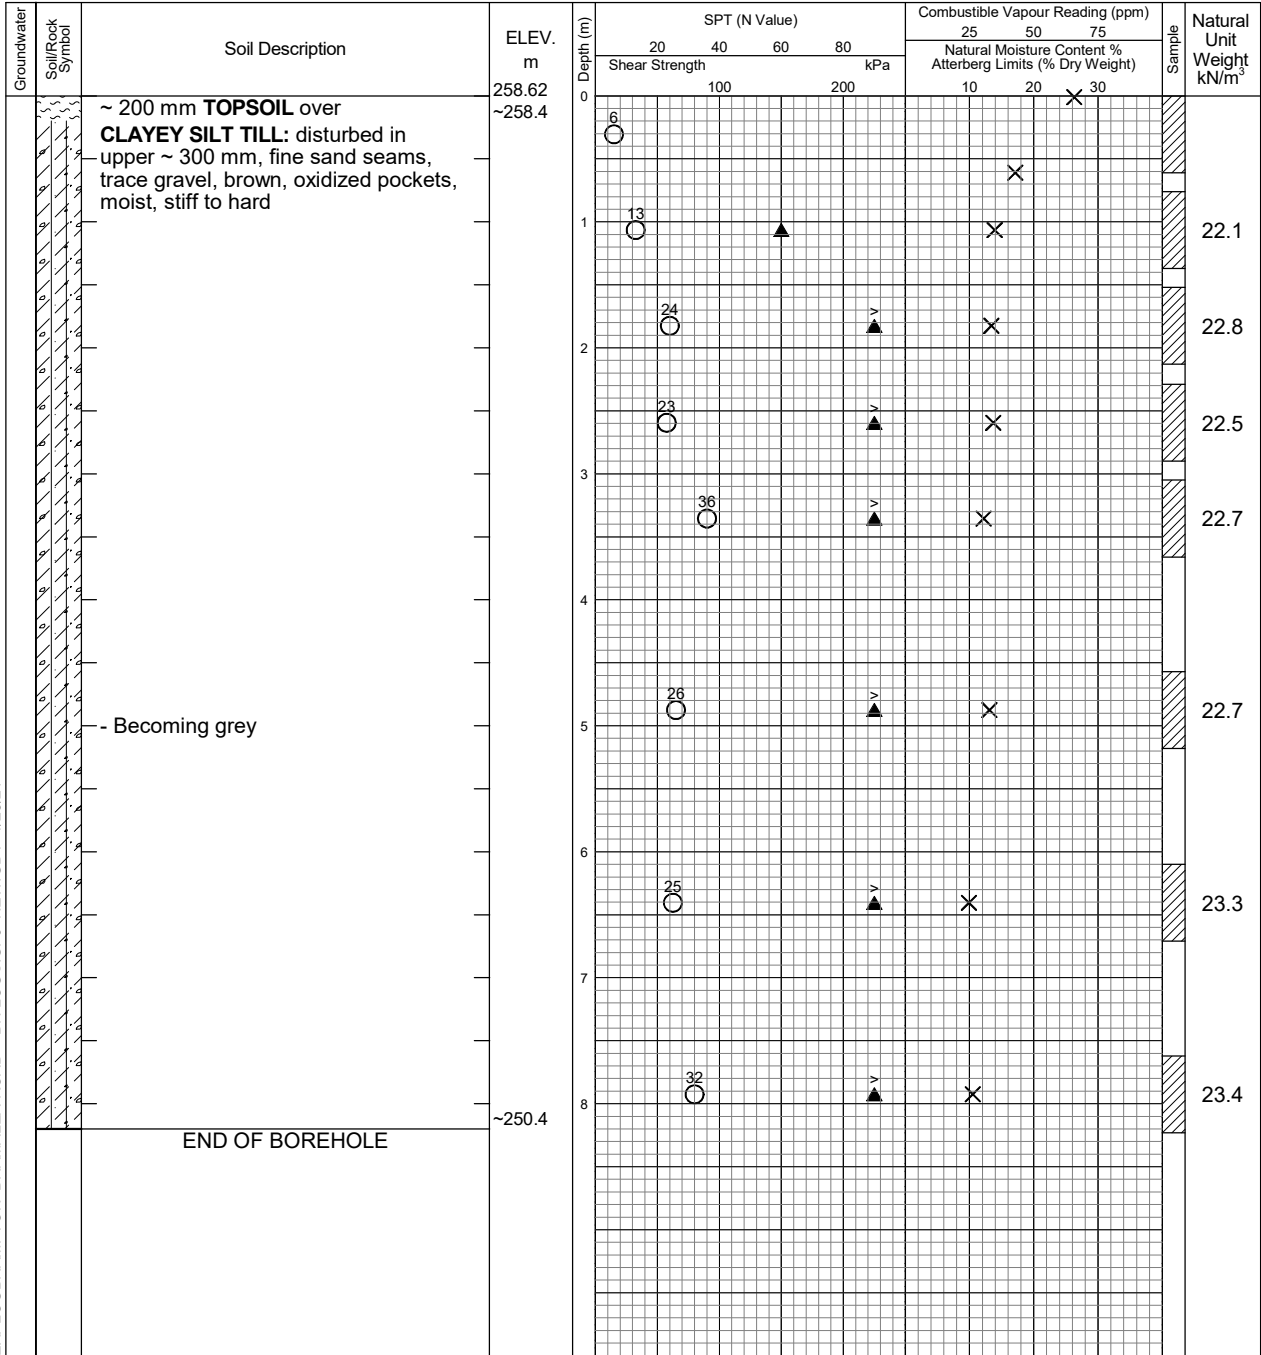 Groundwater
Soil/Rock
Symbol
Soil Description
ELEV.
m
Depth (m)
SPT (N Value)
20 40 60 80
Shear Strength kPa
100 200
Combustible Vapour Reading (ppm)
25 50 75
Natural Moisture Content %
Atterberg Limits (% Dry Weight)
10 20 30
Sample
Natural
Unit
Weight
kN/m³
258.62
0
~ 200 mm TOPSOIL over
~258.4
CLAYEY SILT TILL: disturbed in
upper ~ 300 mm, fine sand seams,
trace gravel, brown, oxidized pockets,
moist, stiff to hard
6
13
1
22.1
24
>
22.8
2
23
>
22.5
3
36
>
22.7
4
26
>
22.7
- Becoming grey
5
6
25
>
23.3
7
32
>
23.4
8
~250.4
END OF BOREHOLE